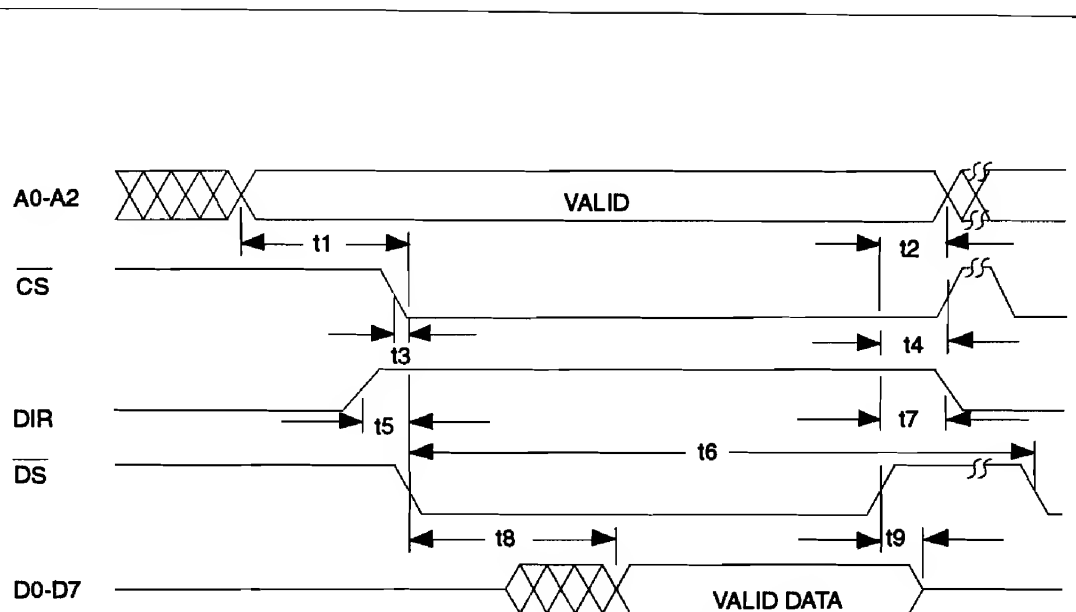 A0-A2
VALID
t1
t2
CS
t3
t4
DIR
t5
t7
t6
DS
t8
t9
D0-D7
VALID DATA